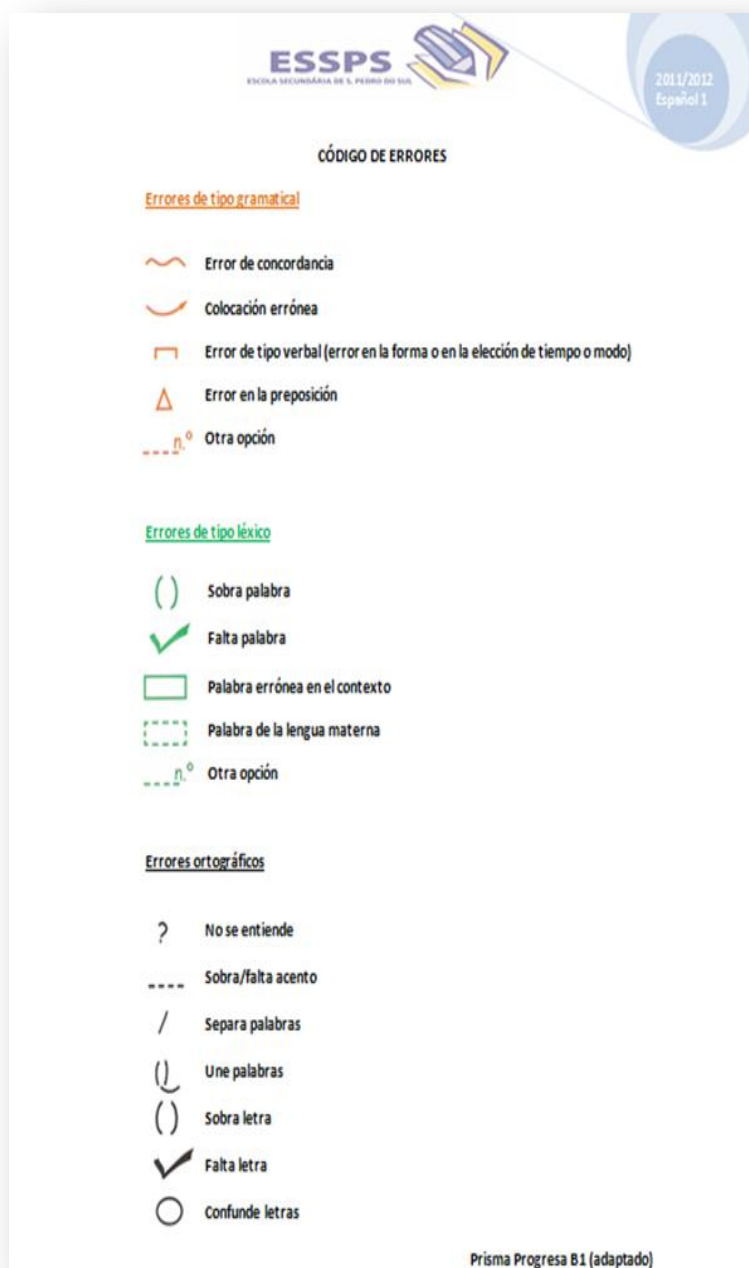 ESSPS
ESCOLA SECUNDÁRIA DE S. PEDRO DO SUL
2011/2012
Español 1
CÓDIGO DE ERRORES
Errores de tipo gramatical
Error de concordancia
Colocación errónea
Error de tipo verbal (error en la forma o en la elección de tiempo o modo)
Error en la preposición
n.º Otra opción
Errores de tipo léxico
( ) Sobra palabra
Falta palabra
Palabra errónea en el contexto
Palabra de la lengua materna
n.º Otra opción
Errores ortográficos
? No se entiende
---- Sobra/falta acento
/ Separa palabras
() Une palabras
( ) Sobra letra
Falta letra
Confunde letras
Prisma Progresa B1 (adaptado)